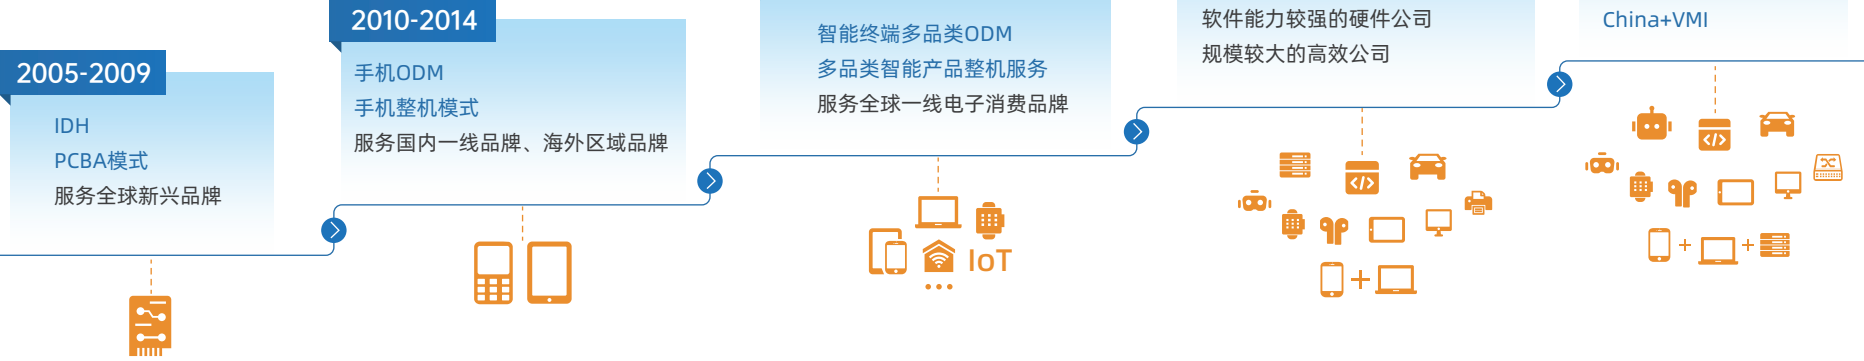 2005-2009
IDH
PCBA模式
服务全球新兴品牌
2010-2014
手机ODM
手机整机模式
服务国内一线品牌、海外区域品牌
智能终端多品类ODM
多品类智能产品整机服务
服务全球一线电子消费品牌
IoT
软件能力较强的硬件公司
规模较大的高效公司
China+VMI